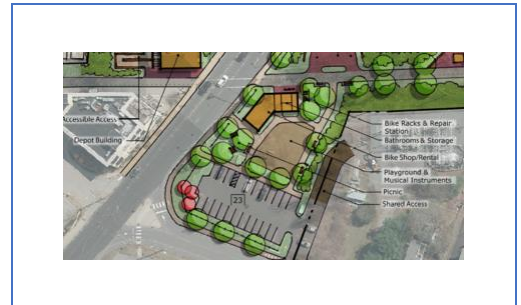 Accessible Access
Depot Building
Bike Racks & Repair
Station
Bathrooms & Storage
Bike Shop/Rental
Playground &
Musical Instruments
Picnic
Shared Access
23